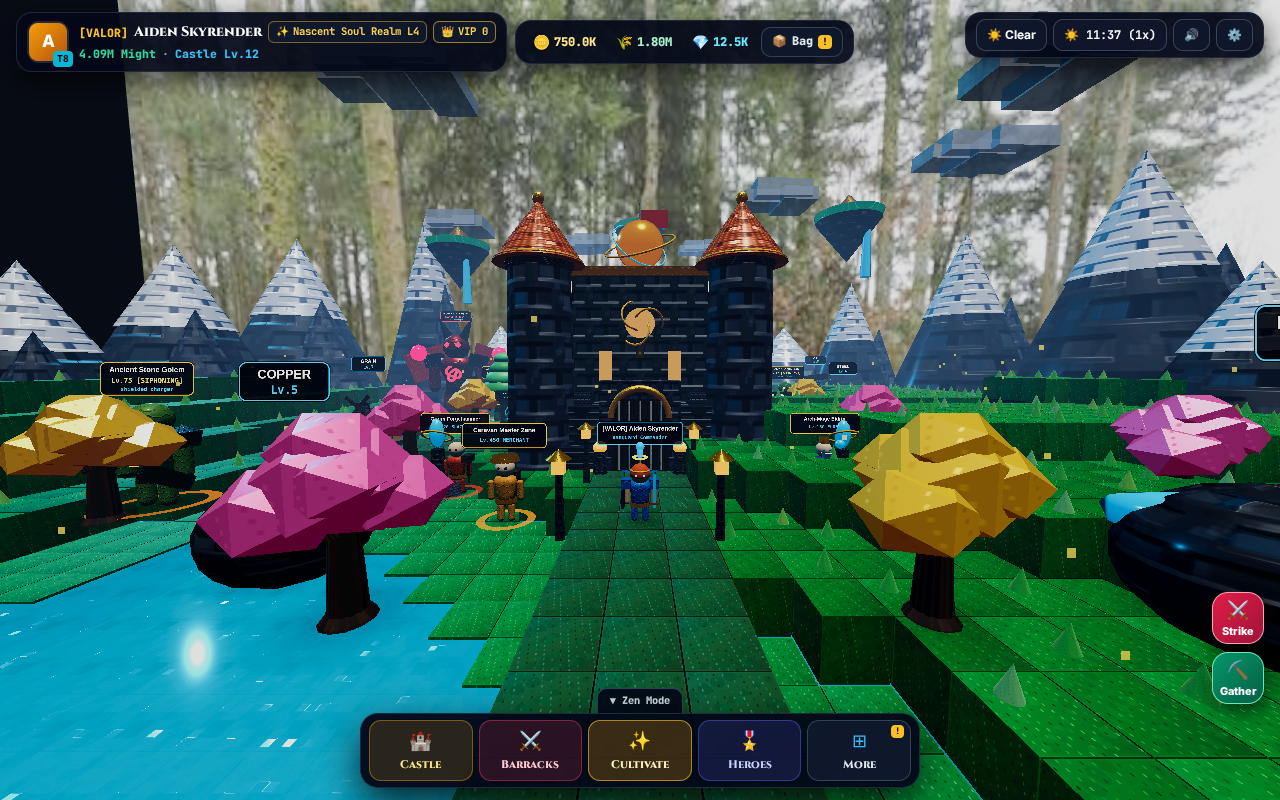 A
T8
[VALOR] AIDEN SKYRENDER
✨ Nascent Soul Realm L4
👑 VIP 0
4.09M Might · Castle Lv.12
750.0K
1.80M
12.5K
Bag !
Clear
11:37 (1x)
Ancient Stone Golem
Lv.75 [SIPHONING]
shielded charger
COPPER
Lv.5
GRAIN
Caravan Master Zane
Lv.450 MERCHANT
[VALOR] Aiden Skyrender
Strike
Gather
▼ Zen Mode
CASTLE
BARRACKS
CULTIVATE
HEROES
MORE
!